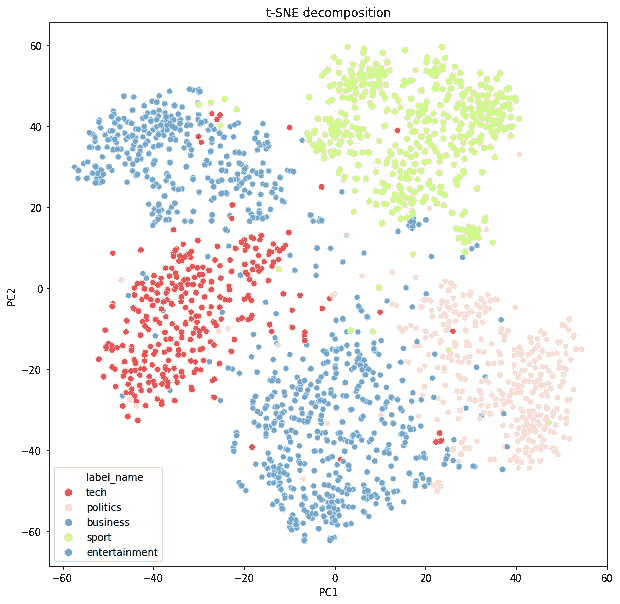 t-SNE decomposition
60
40
20
0
−20
−40
−60
PC2
label_name
tech
politics
business
sport
entertainment
−60 −40 −20 0 20 40 60
PC1